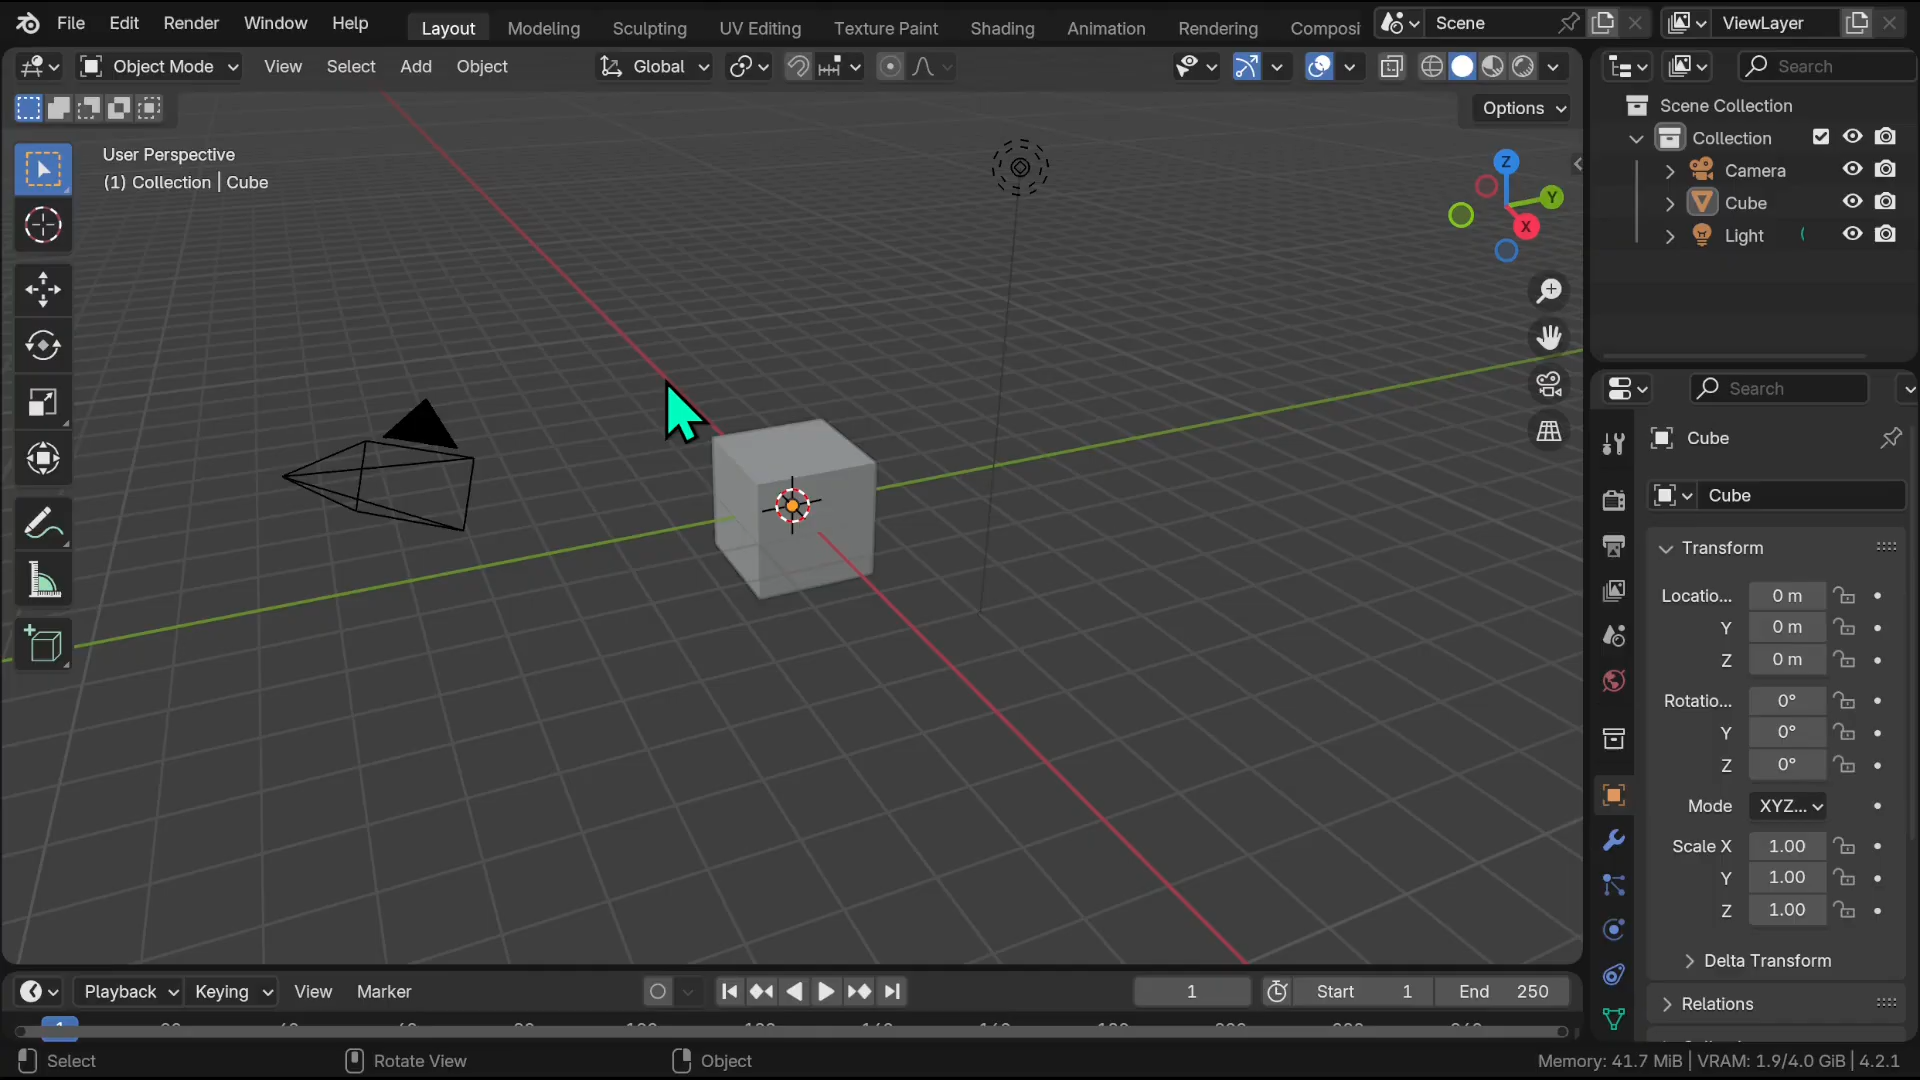 File Edit Render Window Help Layout Modeling Sculpting UV Editing Texture Paint Shading Animation Rendering Composi Scene ViewLayer
Object Mode View Select Add Object Global Search
Options
Scene Collection
Collection
Camera
Cube
Light
User Perspective
(1) Collection | Cube
Z
Y
X
Search
Cube
Cube
Transform
Locatio... 0 m
Y 0 m
Z 0 m
Rotatio... 0°
Y 0°
Z 0°
Mode XYZ...
Scale X 1.00
Y 1.00
Z 1.00
Delta Transform
Relations
Playback Keying View Marker 1 Start 1 End 250
Select Rotate View Object Memory: 41.7 MiB | VRAM: 1.9/4.0 GiB | 4.2.1